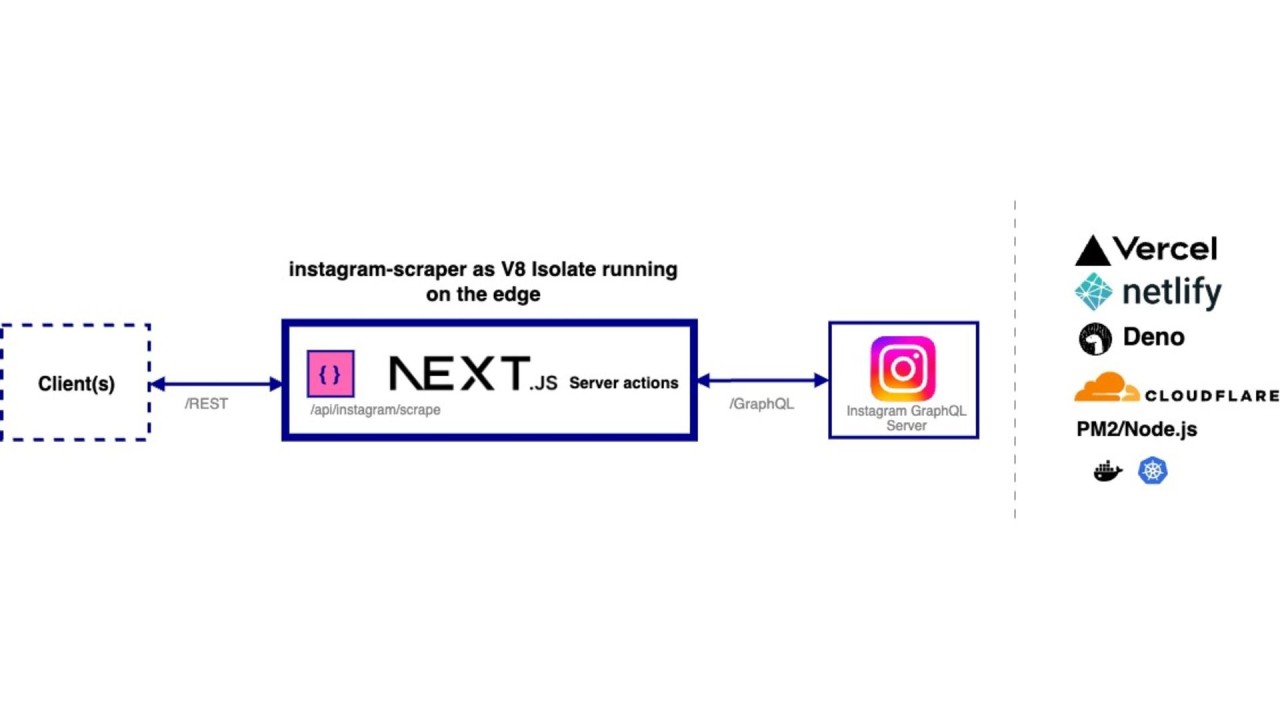 instagram-scraper as V8 Isolate running
on the edge
Client(s)
/REST
{ }
NEXT.JS Server actions
/api/instagram/scrape
/GraphQL
Instagram GraphQL
Server
Vercel
netlify
Deno
CLOUDFLARE
PM2/Node.js